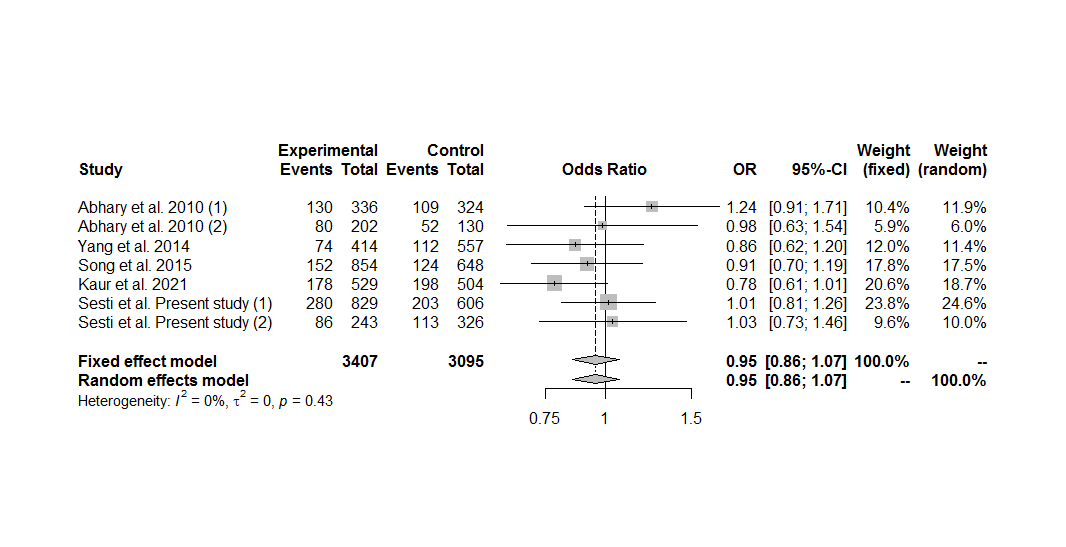 Experimental Control Weight Weight
Study Events Total Events Total Odds Ratio OR 95%-CI (fixed) (random)
Abhary et al. 2010 (1) 130 336 109 324 1.24 [0.91; 1.71] 10.4% 11.9%
Abhary et al. 2010 (2) 80 202 52 130 0.98 [0.63; 1.54] 5.9% 6.0%
Yang et al. 2014 74 414 112 557 0.86 [0.62; 1.20] 12.0% 11.4%
Song et al. 2015 152 854 124 648 0.91 [0.70; 1.19] 17.8% 17.5%
Kaur et al. 2021 178 529 198 504 0.78 [0.61; 1.01] 20.6% 18.7%
Sesti et al. Present study (1) 280 829 203 606 1.01 [0.81; 1.26] 23.8% 24.6%
Sesti et al. Present study (2) 86 243 113 326 1.03 [0.73; 1.46] 9.6% 10.0%
Fixed effect model 3407 3095 0.95 [0.86; 1.07] 100.0% --
Random effects model 0.95 [0.86; 1.07] -- 100.0%
Heterogeneity: I² = 0%, τ² = 0, p = 0.43
0.75 1 1.5